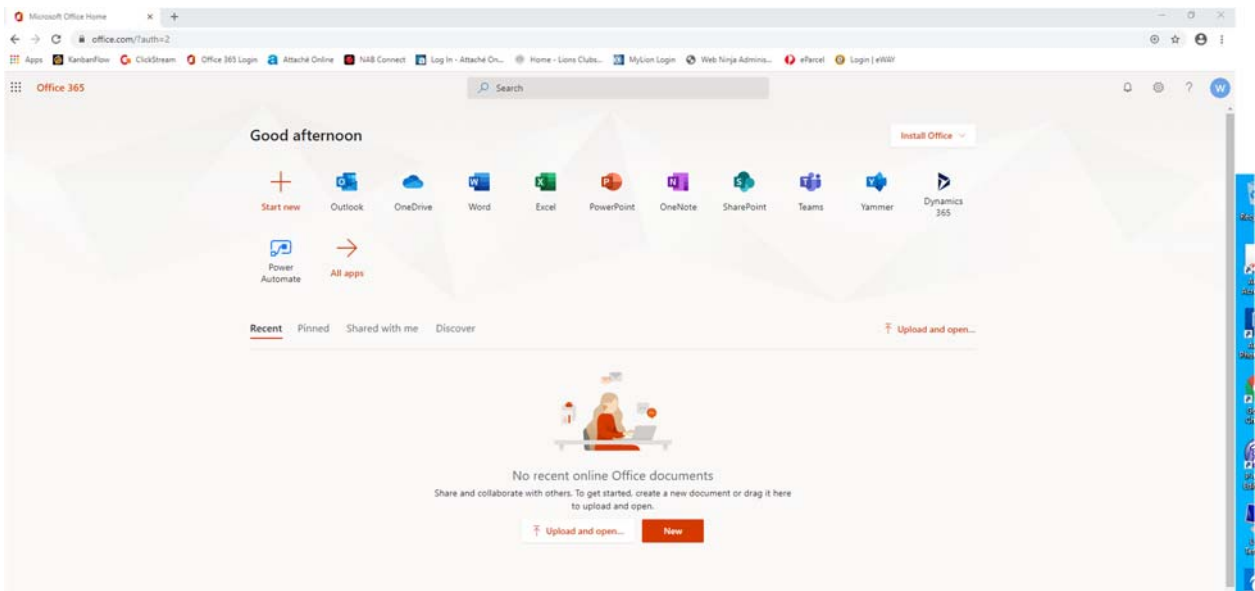 Microsoft Office Home
office.com/?auth=2
Apps KanbanFlow ClickStream Office 365 Login Attaché Online NAB Connect Log In - Attaché On... Home - Lions Clubs... MyLion Login Web Ninja Adminis... eParcel Login | eWAY
Office 365 Search W
Good afternoon
Install Office
Start new Outlook OneDrive Word Excel PowerPoint OneNote SharePoint Teams Yammer Dynamics
365
Power
Automate All apps
Recent Pinned Shared with me Discover Upload and open...
No recent online Office documents
Share and collaborate with others. To get started, create a new document or drag it here
to upload and open.
Upload and open... New